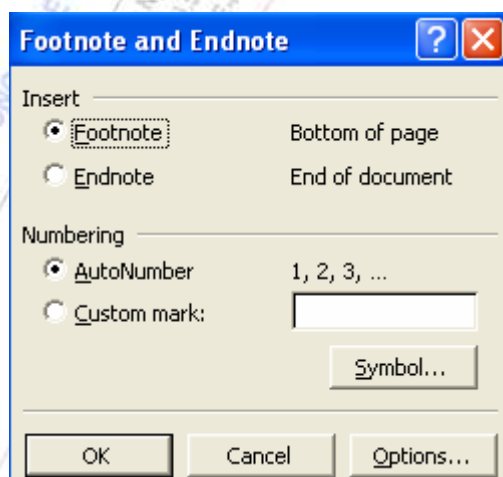 Footnote and Endnote
Insert
Footnote Bottom of page
Endnote End of document
Numbering
AutoNumber 1, 2, 3, ...
Custom mark:
Symbol...
OK Cancel Options...